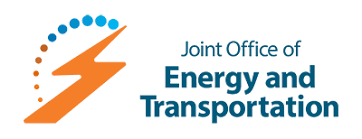 Joint Office of
Energy and
Transportation